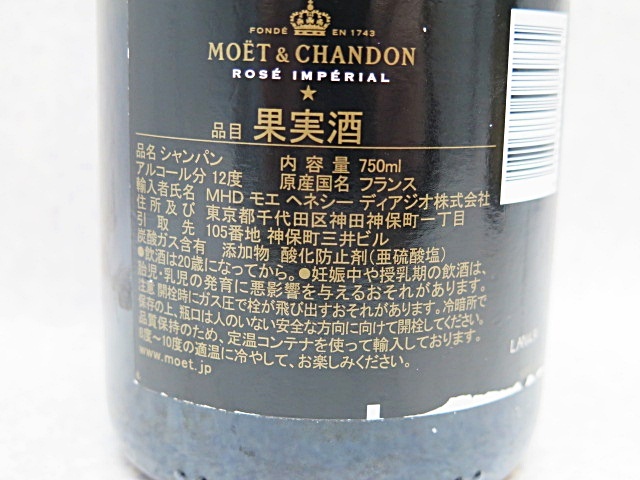 FONDÉ EN 1743
MOËT & CHANDON
ROSÉ IMPÉRIAL
★
品目 果実酒
品名 シャンパン 内容量 750ml
アルコール分 12度 原産国名 フランス
輸入者氏名 MHD モエ ヘネシー ディアジオ株式会社
住所及び 東京都千代田区神田神保町一丁目
引取先 105番地 神保町三井ビル
炭酸ガス含有 添加物 酸化防止剤(亜硫酸塩)
●飲酒は20歳になってから。●妊娠中や授乳期の飲酒は、
胎児・乳児の発育に悪影響を与えるおそれがあります。
注意 開栓時にガス圧で栓が飛び出すおそれがあります。冷暗所で
保存の上、瓶口は人のいない安全な方向に向けて開栓してください。
品質保持のため、定温コンテナを使って輸入しております。
8度〜10度の適温に冷やして、お楽しみください。
www.moet.jp